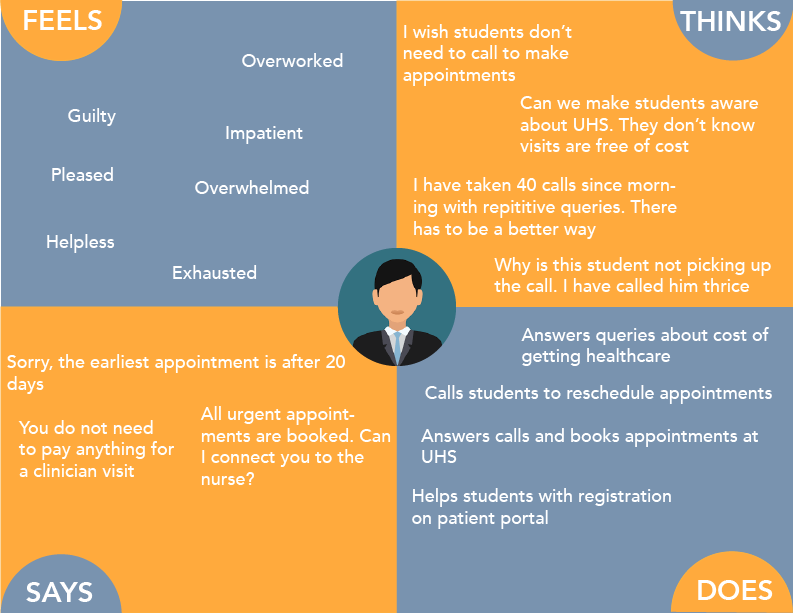 FEELS
Overworked
Guilty
Impatient
Pleased
Overwhelmed
Helpless
Exhausted
THINKS
I wish students don't
need to call to make
appointments
Can we make students aware
about UHS. They don't know
visits are free of cost
I have taken 40 calls since morn-
ing with repititive queries. There
has to be a better way
Why is this student not picking up
the call. I have called him thrice
Sorry, the earliest appointment is after 20
days
You do not need
to pay anything for
a clinician visit
All urgent appoint-
ments are booked. Can
I connect you to the
nurse?
SAYS
Answers queries about cost of
getting healthcare
Calls students to reschedule appointments
Answers calls and books appointments at
UHS
Helps students with registration
on patient portal
DOES